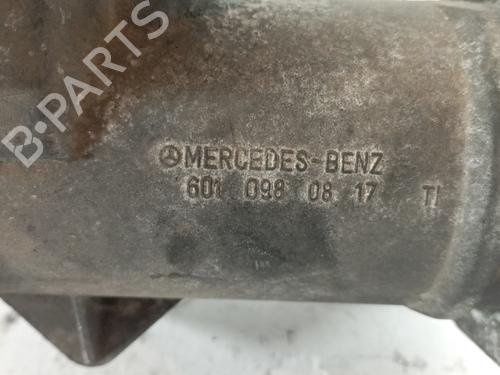 B-PARTS
MERCEDES-BENZ
601 098 08 17 TI